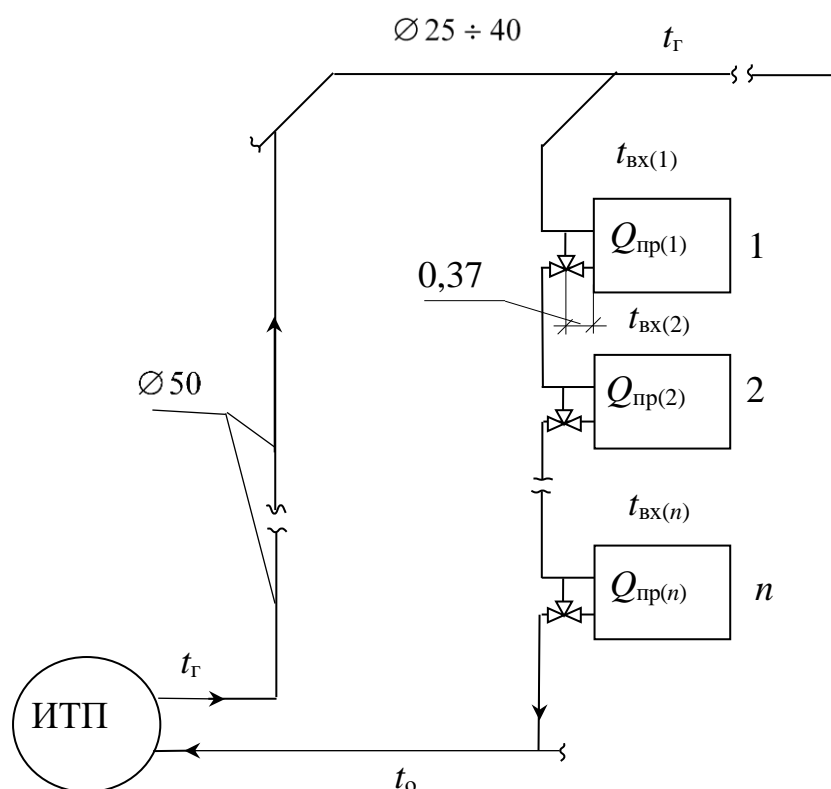 ∅ 25 ÷ 40
tг
tвх(1)
Qпр(1)
1
0,37
tвх(2)
∅ 50
Qпр(2)
2
tвх(n)
Qпр(n)
n
tг
ИТП
tо